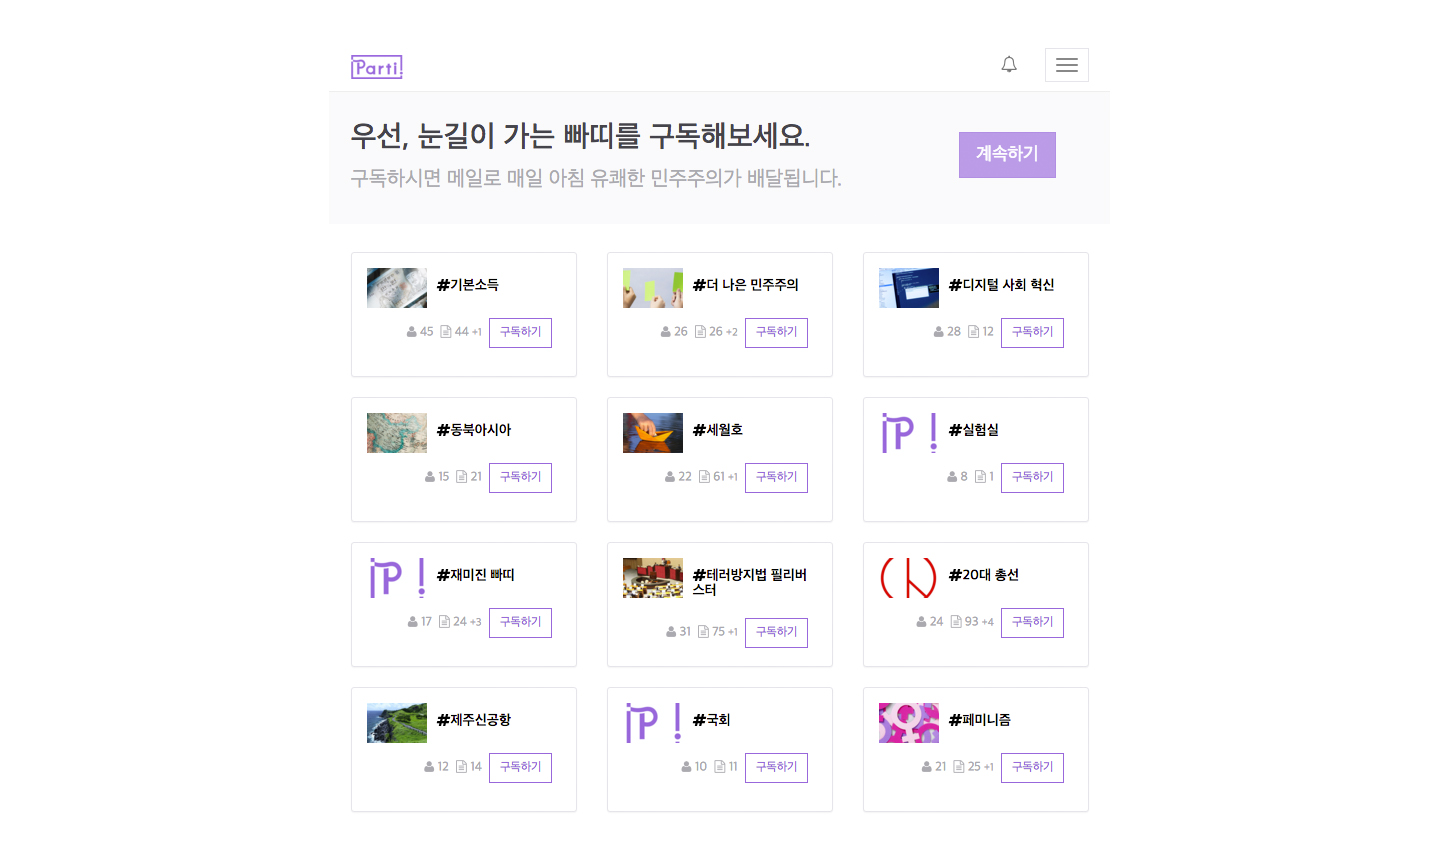 Parti!
우선, 눈길이 가는 빠띠를 구독해보세요.
구독하시면 메일로 매일 아침 유쾌한 민주주의가 배달됩니다.
계속하기
#기본소득
45 44 +1 구독하기
#더 나은 민주주의
26 26 +2 구독하기
#디지털 사회 혁신
28 12 구독하기
#동북아시아
15 21 구독하기
#세월호
22 61 +1 구독하기
P!
#실험실
8 1 구독하기
P!
#재미진 빠띠
17 24 +3 구독하기
#테러방지법 필리버
스터
31 75 +1 구독하기
#20대 총선
24 93 +4 구독하기
#제주신공항
12 14 구독하기
P!
#국회
10 11 구독하기
#페미니즘
21 25 +1 구독하기